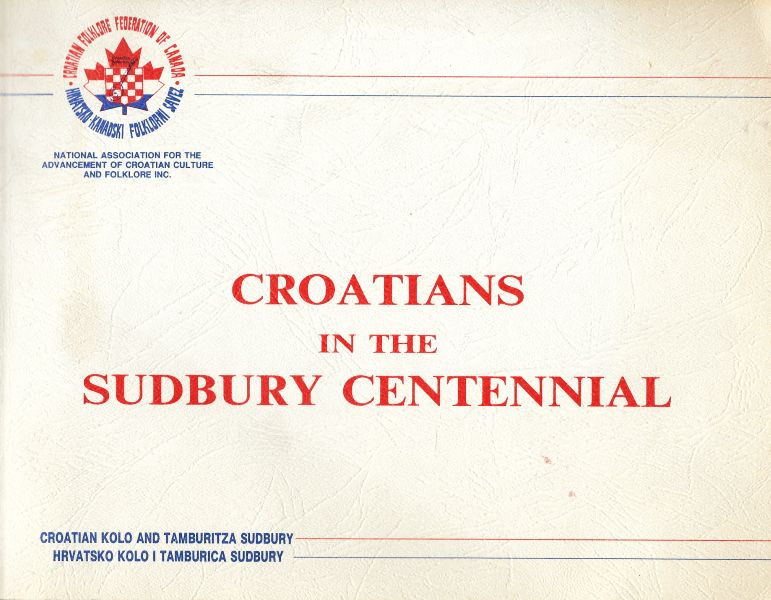 CROATIAN FOLKLORE FEDERATION OF CANADA
HRVATSKO-KANADSKI FOLKLORNI SAVEZ
NATIONAL ASSOCIATION FOR THE
ADVANCEMENT OF CROATIAN CULTURE
AND FOLKLORE INC.
CROATIANS
IN THE
SUDBURY CENTENNIAL
CROATIAN KOLO AND TAMBURITZA SUDBURY
HRVATSKO KOLO I TAMBURICA SUDBURY